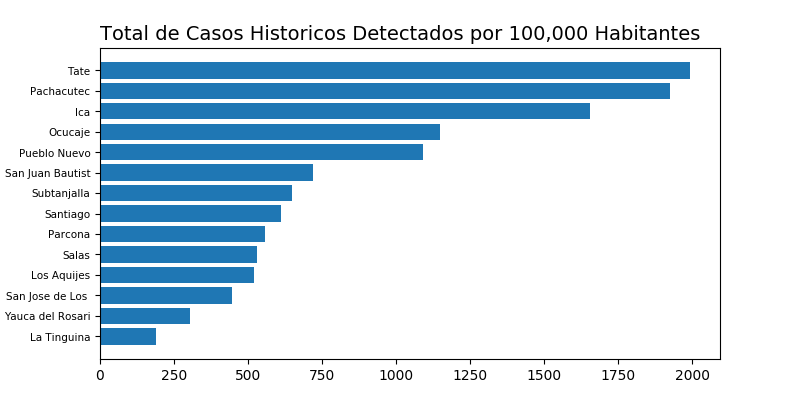 Total de Casos Historicos Detectados por 100,000 Habitantes
Tate
Pachacutec
Ica
Ocucaje
Pueblo Nuevo
San Juan Bautist
Subtanjalla
Santiago
Parcona
Salas
Los Aquijes
San Jose de Los
Yauca del Rosari
La Tinguina
0 250 500 750 1000 1250 1500 1750 2000